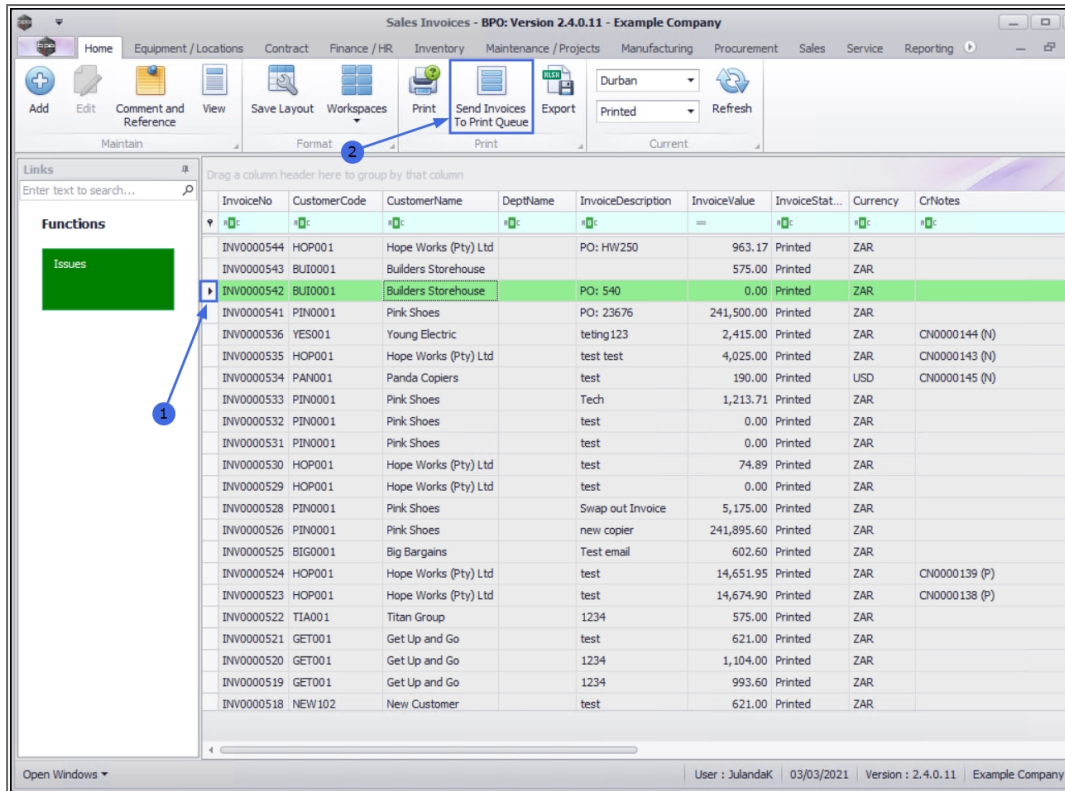 Sales Invoices - BPO: Version 2.4.0.11 - Example Company
Home Equipment / Locations Contract Finance / HR Inventory Maintenance / Projects Manufacturing Procurement Sales Service Reporting
Add Edit Comment and Reference View Save Layout Workspaces Print Send Invoices To Print Queue Export Durban Printed Refresh
Maintain Format Print Current
2
Links
Enter text to search...
Functions
Issues
1
Drag a column header here to group by that column
InvoiceNo CustomerCode CustomerName DeptName InvoiceDescription InvoiceValue InvoiceStat... Currency CrNotes
INV0000544 HOP001 Hope Works (Pty) Ltd PO: HW250 963.17 Printed ZAR
INV0000543 BUI0001 Builders Storehouse 575.00 Printed ZAR
INV0000542 BUI0001 Builders Storehouse PO: 540 0.00 Printed ZAR
INV0000541 PIN0001 Pink Shoes PO: 23676 241,500.00 Printed ZAR
INV0000536 YES001 Young Electric teting123 2,415.00 Printed ZAR CN0000144 (N)
INV0000535 HOP001 Hope Works (Pty) Ltd test test 4,025.00 Printed ZAR CN0000143 (N)
INV0000534 PAN001 Panda Copiers test 190.00 Printed USD CN0000145 (N)
INV0000533 PIN0001 Pink Shoes Tech 1,213.71 Printed ZAR
INV0000532 PIN0001 Pink Shoes test 0.00 Printed ZAR
INV0000531 PIN0001 Pink Shoes test 0.00 Printed ZAR
INV0000530 HOP001 Hope Works (Pty) Ltd test 74.89 Printed ZAR
INV0000529 HOP001 Hope Works (Pty) Ltd test 0.00 Printed ZAR
INV0000528 PIN0001 Pink Shoes Swap out Invoice 5,175.00 Printed ZAR
INV0000526 PIN0001 Pink Shoes new copier 241,895.60 Printed ZAR
INV0000525 BIG0001 Big Bargains Test email 602.60 Printed ZAR
INV0000524 HOP001 Hope Works (Pty) Ltd test 14,651.95 Printed ZAR CN0000139 (P)
INV0000523 HOP001 Hope Works (Pty) Ltd test 14,674.90 Printed ZAR CN0000138 (P)
INV0000522 TIA001 Titan Group 1234 575.00 Printed ZAR
INV0000521 GET001 Get Up and Go test 621.00 Printed ZAR
INV0000520 GET001 Get Up and Go 1234 1,104.00 Printed ZAR
INV0000519 GET001 Get Up and Go 1234 993.60 Printed ZAR
INV0000518 NEW102 New Customer test 621.00 Printed ZAR
Open Windows User : JulandaK 03/03/2021 Version : 2.4.0.11 Example Company